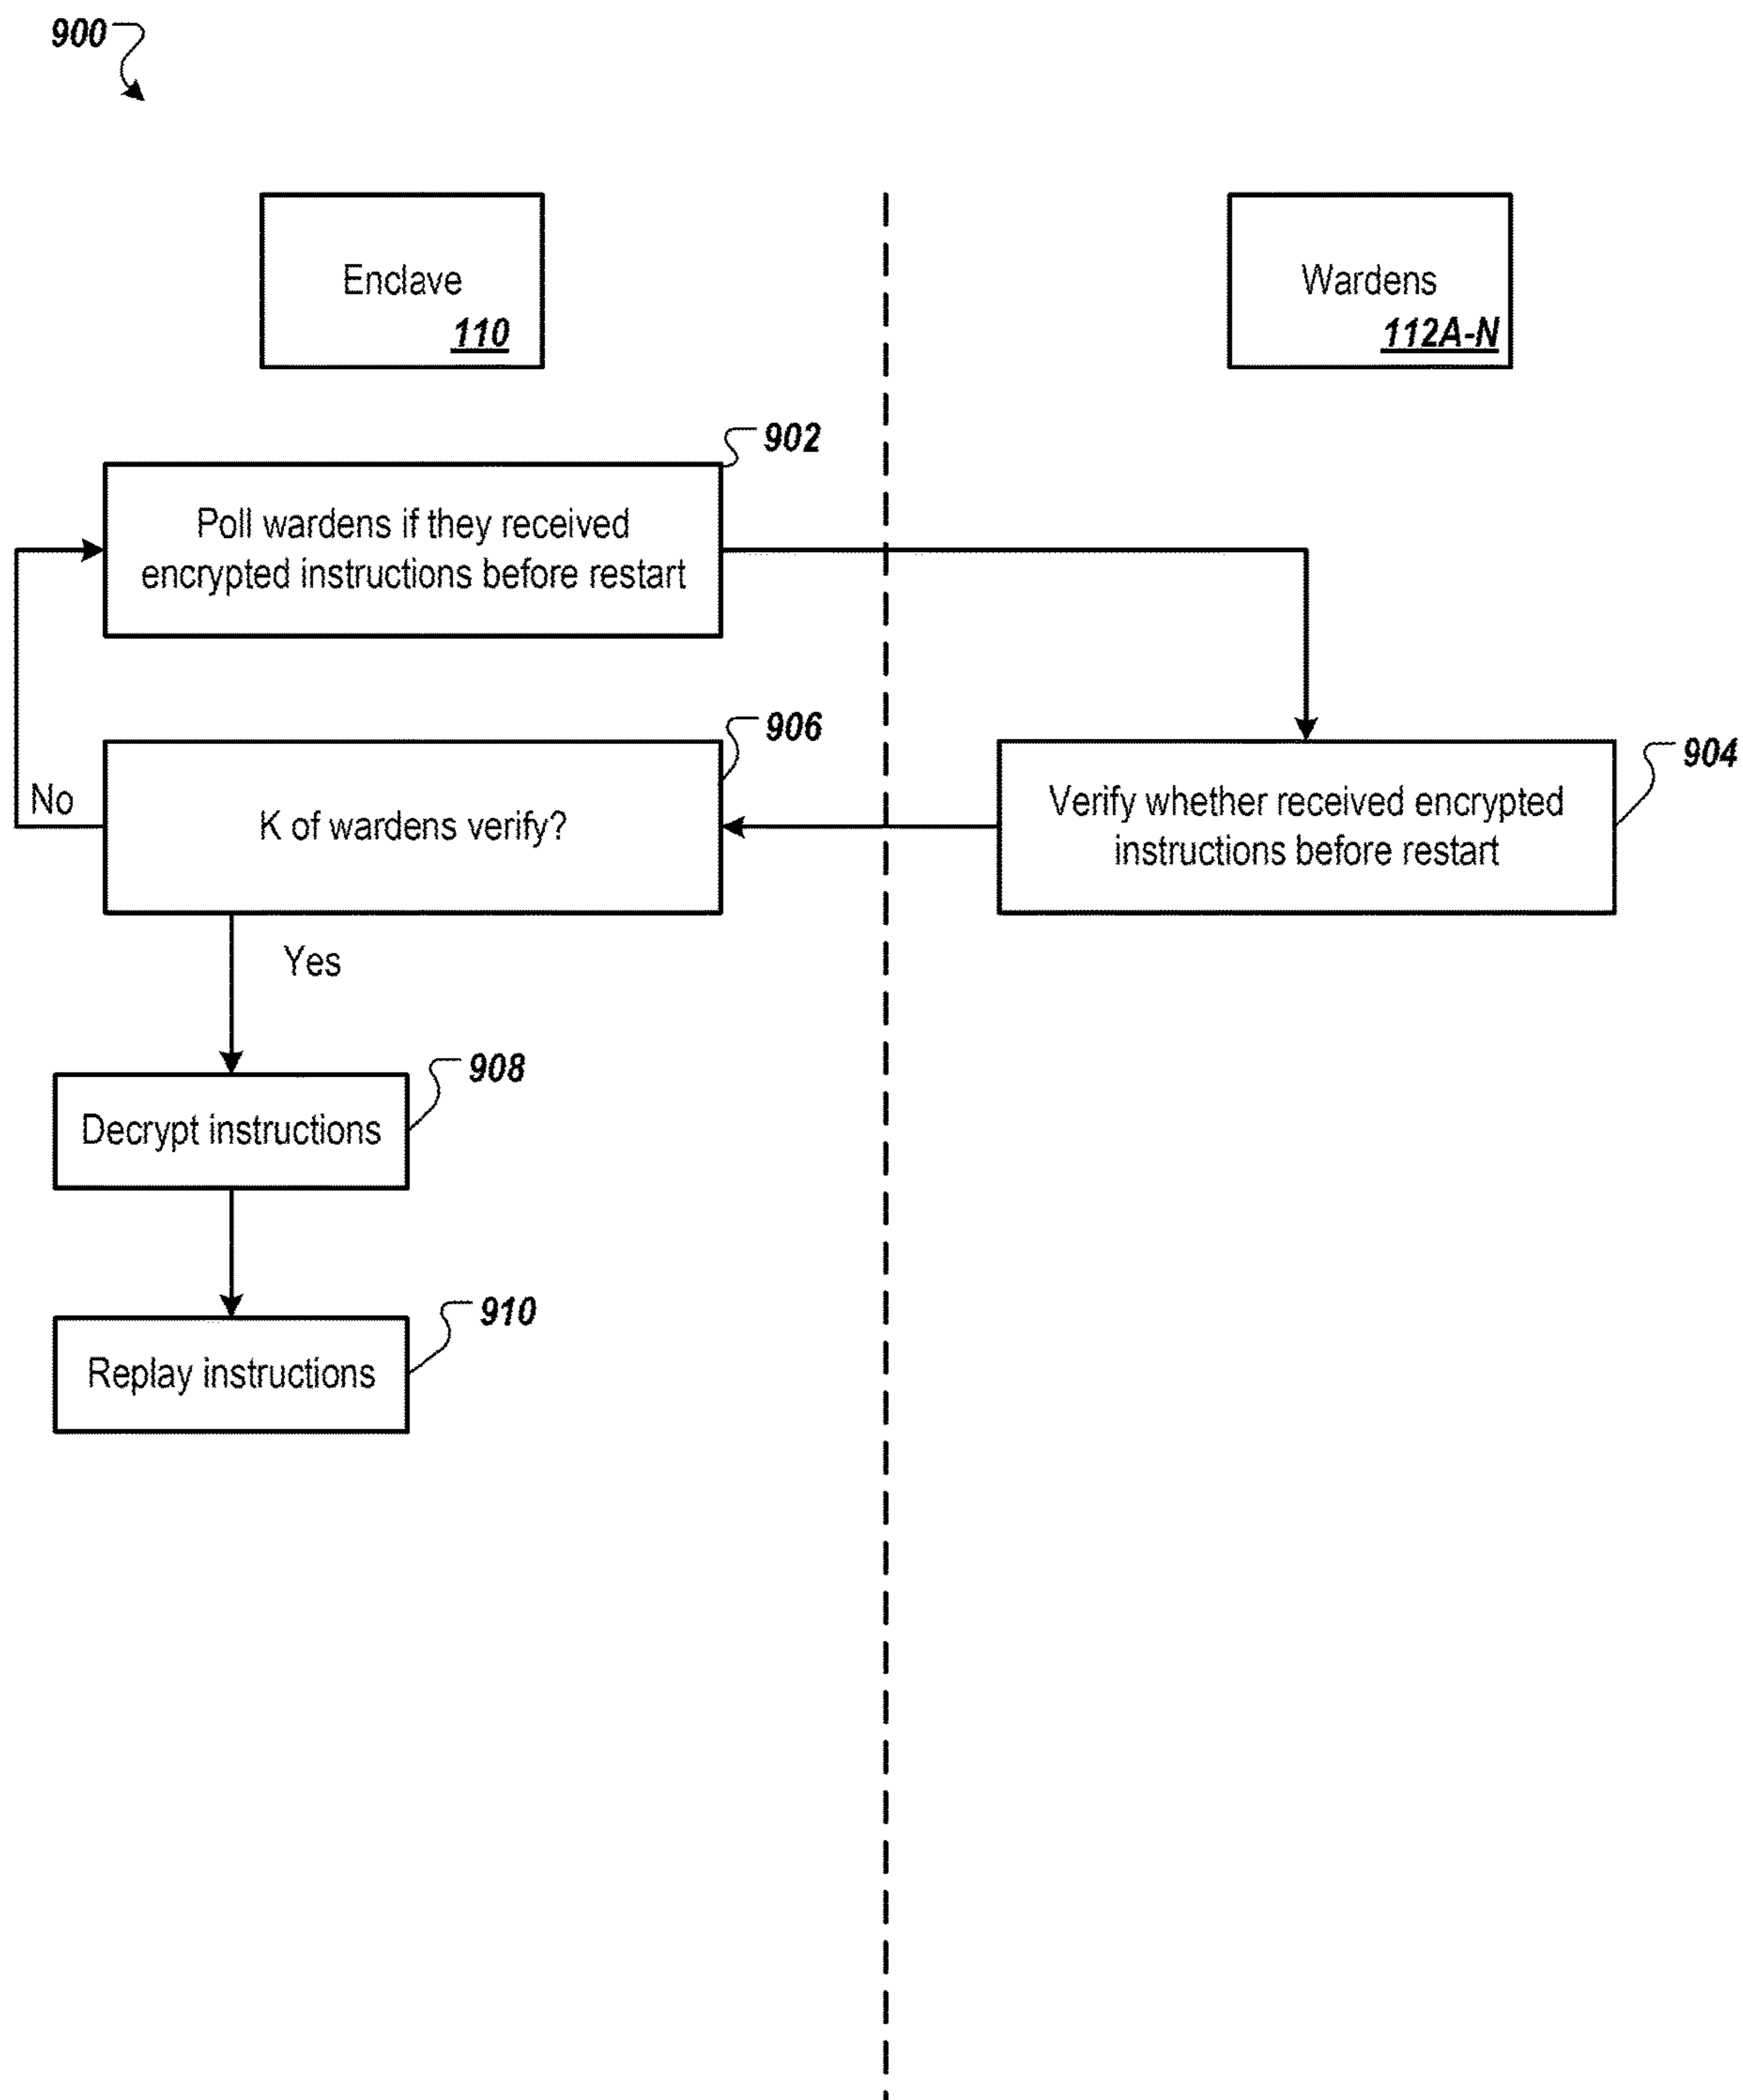 900
Enclave
110
Wardens
112A-N
902
Poll wardens if they received
encrypted instructions before restart
906
904
No
K of wardens verify?
Verify whether received encrypted
instructions before restart
Yes
908
Decrypt instructions
910
Replay instructions